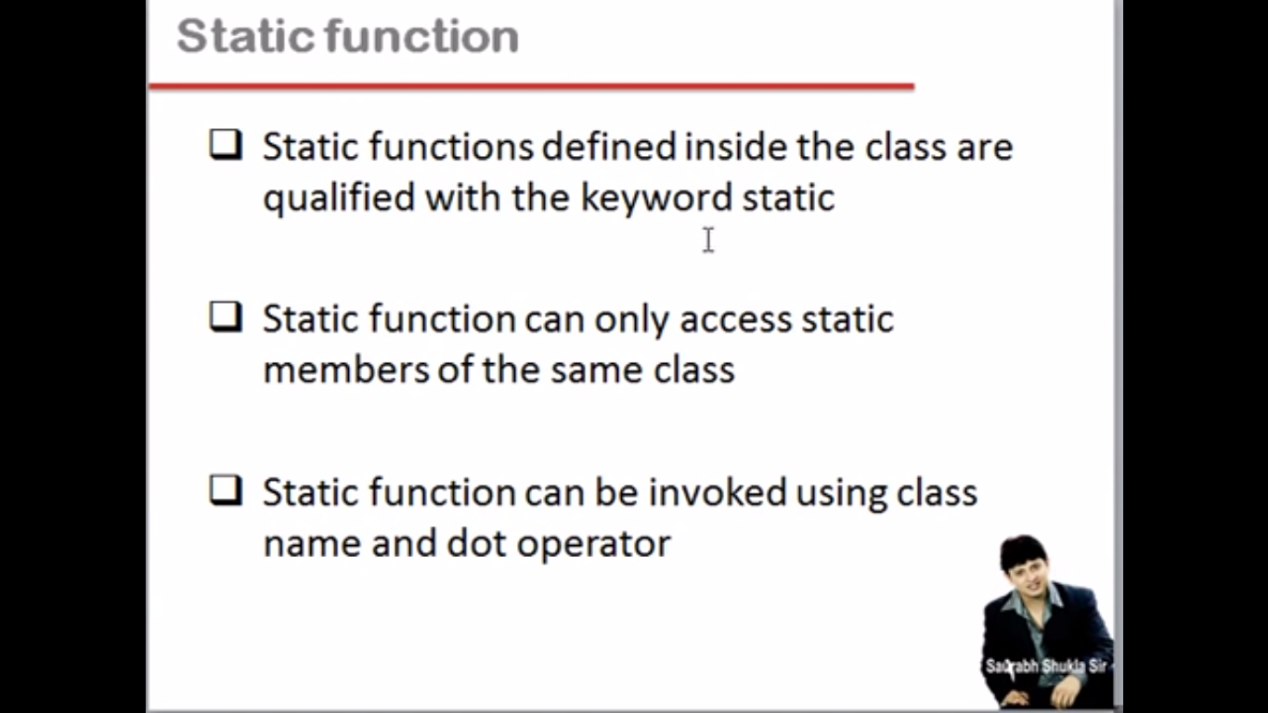 Static function
Static functions defined inside the class are
qualified with the keyword static
Static function can only access static
members of the same class
Static function can be invoked using class
name and dot operator
Saurabh Shukla Sir